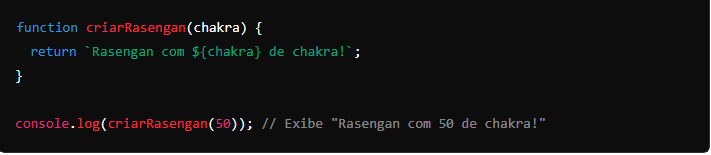 function criarRasengan(chakra) {
  return `Rasengan com ${chakra} de chakra!`;
}
console.log(criarRasengan(50)); // Exibe "Rasengan com 50 de chakra!"